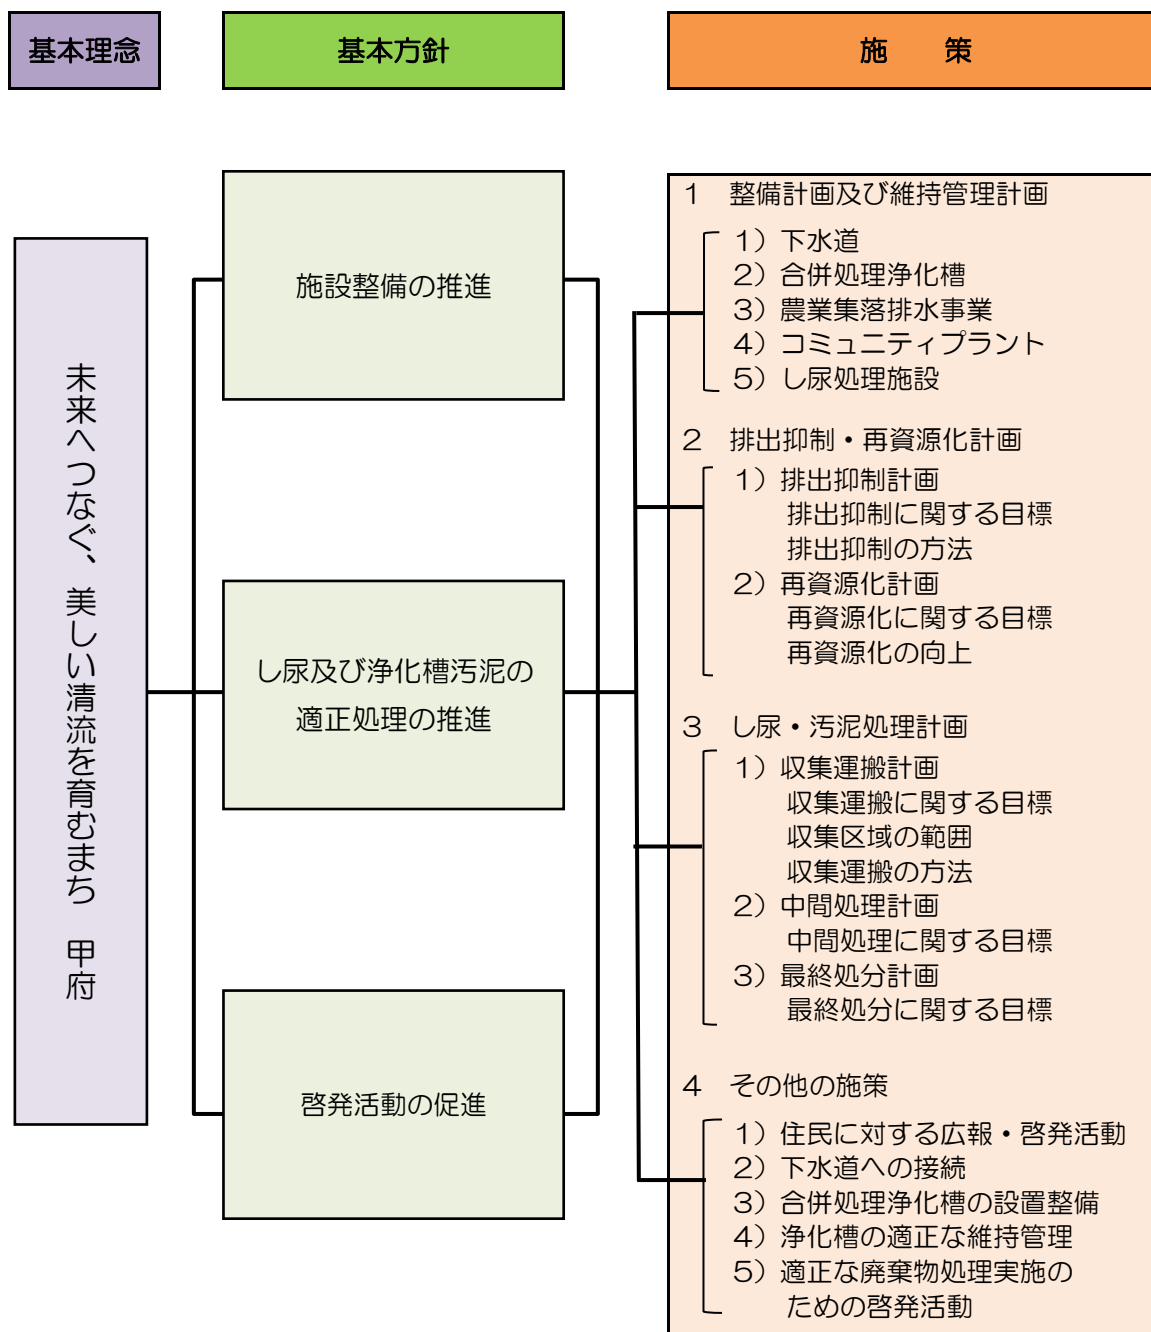 基本理念
基本方針
施　策
未来へつなぐ、美しい清流を育むまち　甲府
施設整備の推進
し尿及び浄化槽汚泥の
適正処理の推進
啓発活動の促進
１　整備計画及び維持管理計画
１）下水道
２）合併処理浄化槽
３）農業集落排水事業
４）コミュニティプラント
５）し尿処理施設
２　排出抑制・再資源化計画
１）排出抑制計画
排出抑制に関する目標
排出抑制の方法
２）再資源化計画
再資源化に関する目標
再資源化の向上
３　し尿・汚泥処理計画
１）収集運搬計画
収集運搬に関する目標
収集区域の範囲
収集運搬の方法
２）中間処理計画
中間処理に関する目標
３）最終処分計画
最終処分に関する目標
４　その他の施策
１）住民に対する広報・啓発活動
２）下水道への接続
３）合併処理浄化槽の設置整備
４）浄化槽の適正な維持管理
５）適正な廃棄物処理実施の
ための啓発活動